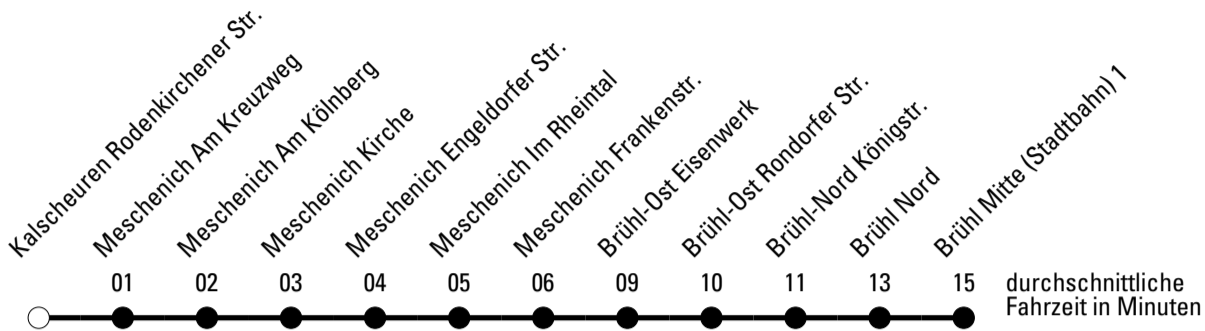 Kalscheuren Rodenkirchener Str.
Meschenich Am Kreuzweg
Meschenich Am Kölnberg
Meschenich Kirche
Meschenich Engeldorfer Str.
Meschenich Im Rheintal
Meschenich Frankenstr.
Brühl-Ost Eisenwerk
Brühl-Ost Rondorfer Str.
Brühl-Nord Königstr.
Brühl Nord
Brühl Mitte (Stadtbahn) 1
01 02 03 04 05 06 09 10 11 13 15
durchschnittliche
Fahrzeit in Minuten